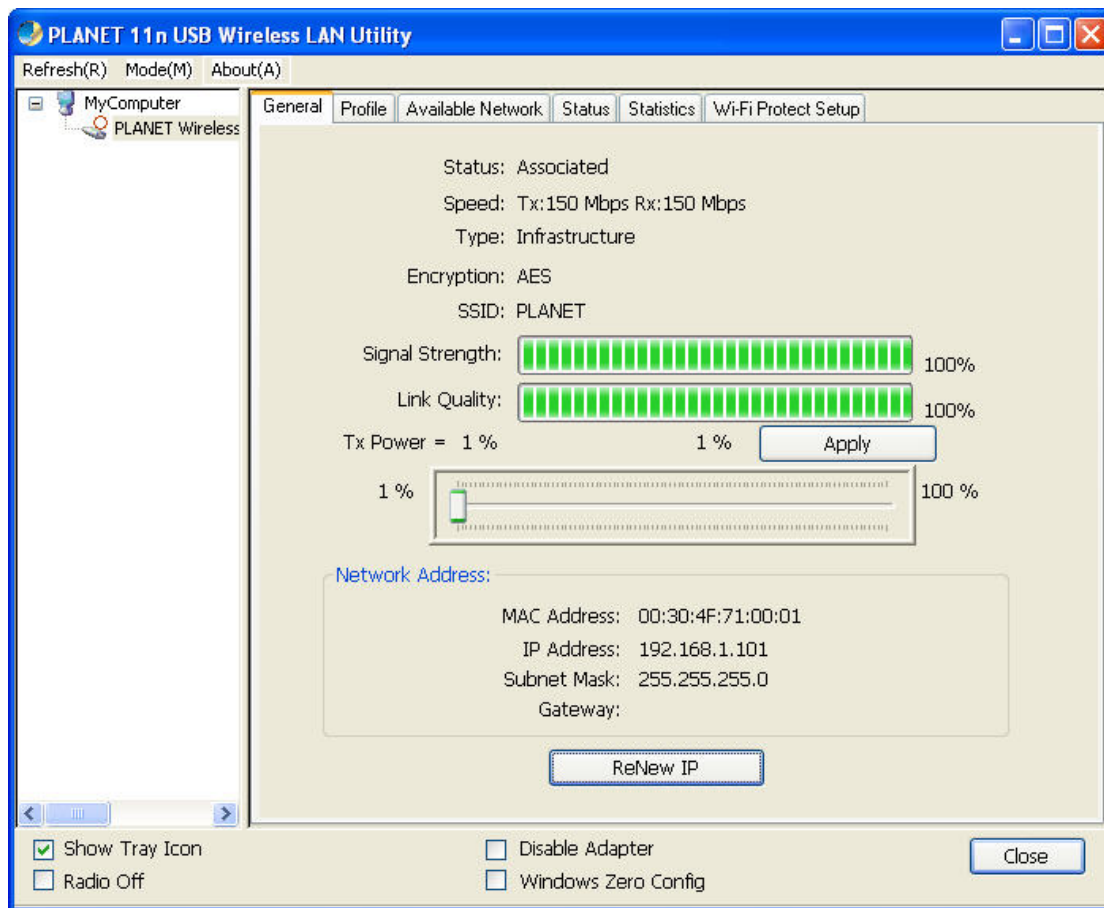 PLANET 11n USB Wireless LAN Utility
Refresh(R) Mode(M) About(A)
MyComputer
PLANET Wireless
General Profile Available Network Status Statistics Wi-Fi Protect Setup
Status: Associated
Speed: Tx:150 Mbps Rx:150 Mbps
Type: Infrastructure
Encryption: AES
SSID: PLANET
Signal Strength: 100%
Link Quality: 100%
Tx Power = 1 % 1 % Apply
1 % 100 %
Network Address:
MAC Address: 00:30:4F:71:00:01
IP Address: 192.168.1.101
Subnet Mask: 255.255.255.0
Gateway:
ReNew IP
Show Tray Icon Disable Adapter
Radio Off Windows Zero Config
Close